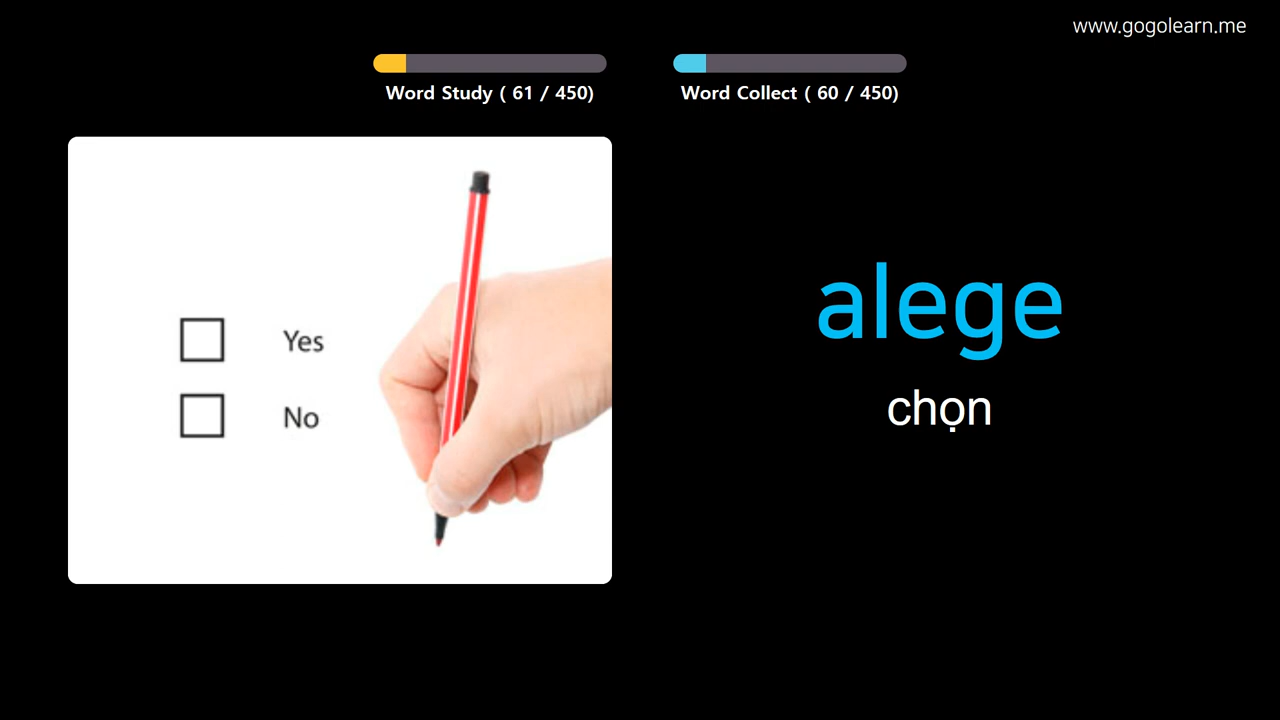 www.gogolearn.me
Word Study ( 61 / 450)
Word Collect ( 60 / 450)
Yes
No
alege
chọn